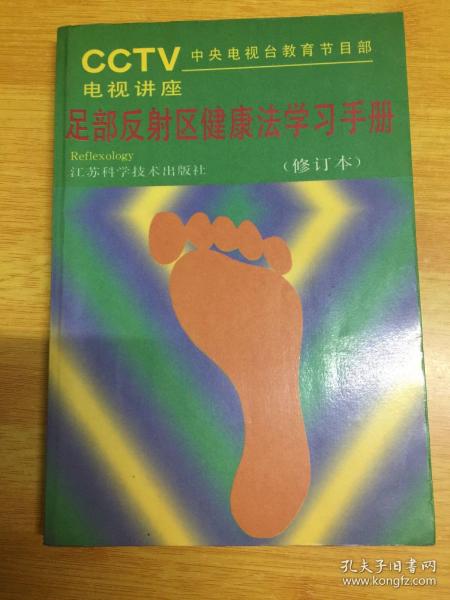 CCTV 中央电视台教育节目部
电视讲座
足部反射区健康法学习手册
Reflexology
(修订本)
江苏科学技术出版社
孔夫子旧书网
www.kongfz.com